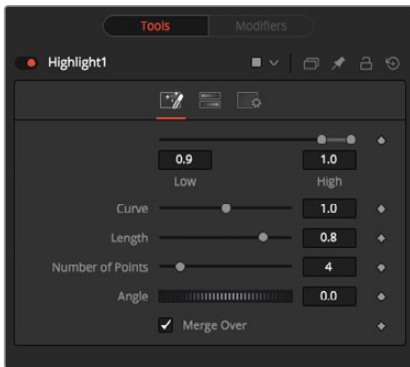 Tools Modifiers
Highlight1
0.9 1.0
Low High
Curve 1.0
Length 0.8
Number of Points 4
Angle 0.0
Merge Over